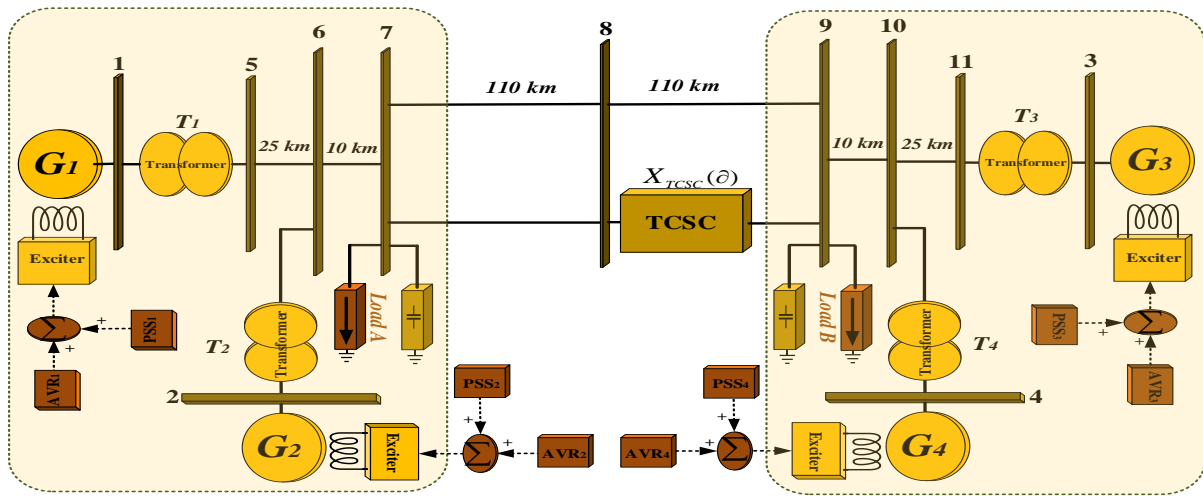 1
5
6
7
8
9
10
11
3
110 km
110 km
T1
T3
25 km
10 km
10 km
25 km
G1
Transformer
Transformer
G3
X_TCSC(∂)
TCSC
Exciter
Exciter
Load A
Load B
Σ
+
+
PSS1
AVR1
T2
Transformer
2
G2
Exciter
PSS2
+
Σ
+
AVR2
PSS4
+
Σ
+
AVR4
Exciter
T4
Transformer
4
G4
PSS3
+
Σ
+
AVR3